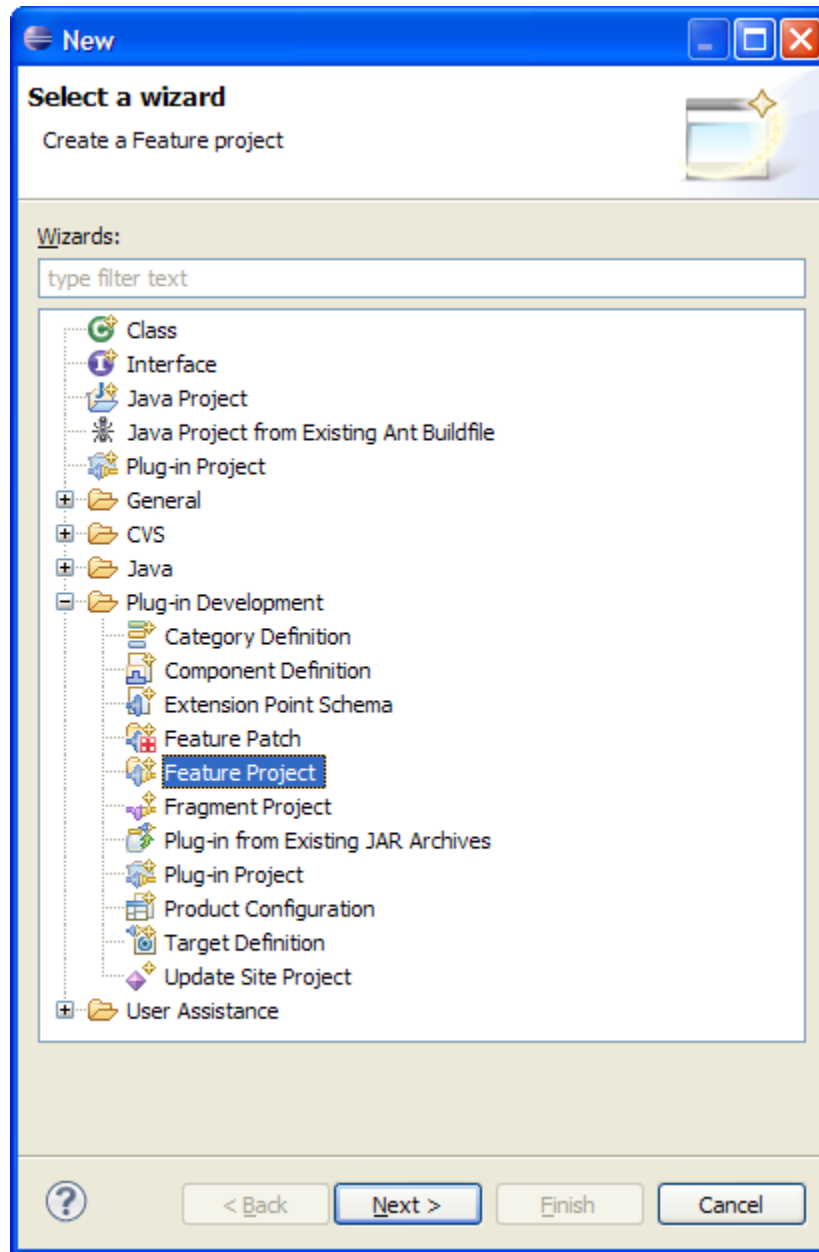 New
Select a wizard
Create a Feature project
Wizards:
type filter text
Class
Interface
Java Project
Java Project from Existing Ant Buildfile
Plug-in Project
General
CVS
Java
Plug-in Development
Category Definition
Component Definition
Extension Point Schema
Feature Patch
Feature Project
Fragment Project
Plug-in from Existing JAR Archives
Plug-in Project
Product Configuration
Target Definition
Update Site Project
User Assistance
? < Back Next > Finish Cancel